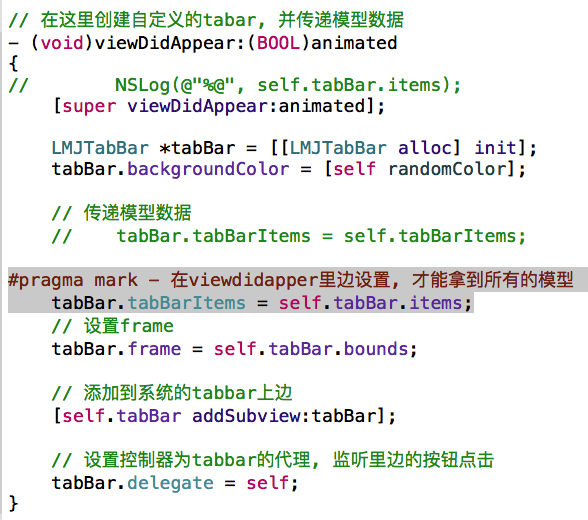 // 在这里创建自定义的tabar, 并传递模型数据
- (void)viewDidAppear:(BOOL)animated
{
//        NSLog(@"%@", self.tabBar.items);
    [super viewDidAppear:animated];
    LMJTabBar *tabBar = [[LMJTabBar alloc] init];
    tabBar.backgroundColor = [self randomColor];
    // 传递模型数据
    //    tabBar.tabBarItems = self.tabBarItems;
#pragma mark - 在viewdidapper里边设置, 才能拿到所有的模型
    tabBar.tabBarItems = self.tabBar.items;
    // 设置frame
    tabBar.frame = self.tabBar.bounds;
    // 添加到系统的tabbar上边
    [self.tabBar addSubview:tabBar];
    // 设置控制器为tabbar的代理, 监听里边的按钮点击
    tabBar.delegate = self;
}